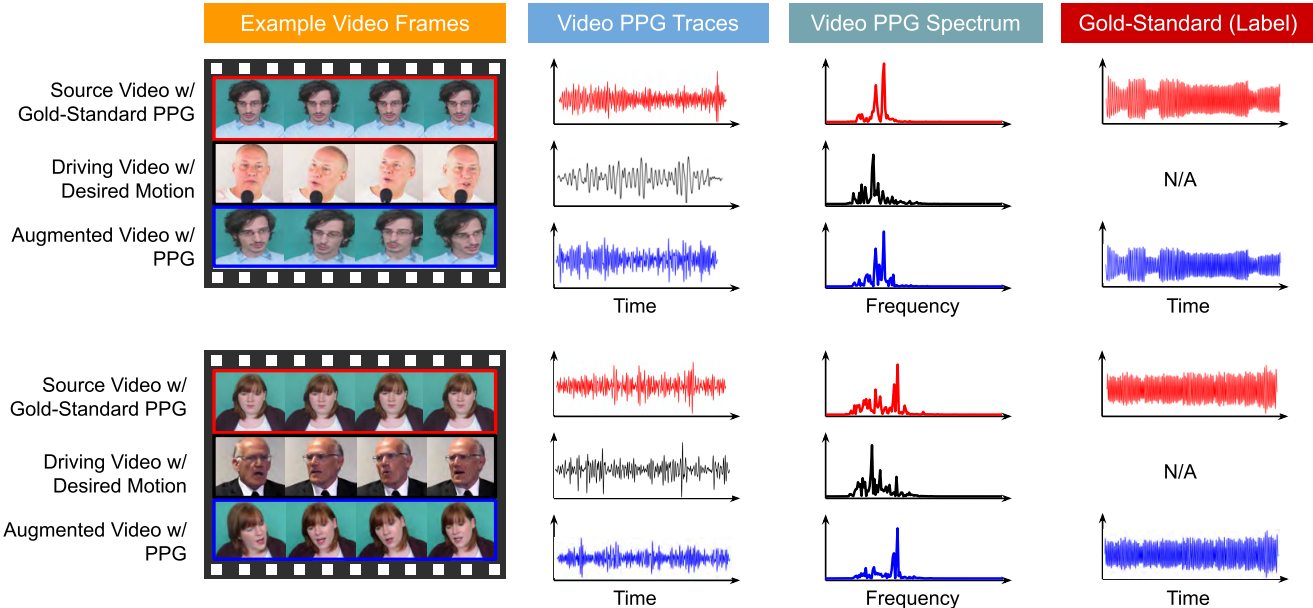 Example Video Frames
Video PPG Traces
Video PPG Spectrum
Gold-Standard (Label)
Source Video w/
Gold-Standard PPG
Driving Video w/
Desired Motion
N/A
Augmented Video w/
PPG
Time
Frequency
Time
Source Video w/
Gold-Standard PPG
Driving Video w/
Desired Motion
N/A
Augmented Video w/
PPG
Time
Frequency
Time